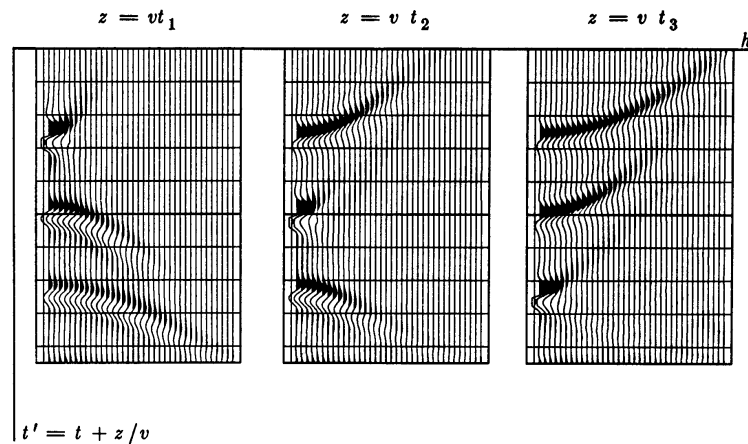 z = vt₁
z = v t₂
z = v t₃
h
t' = t + z/v